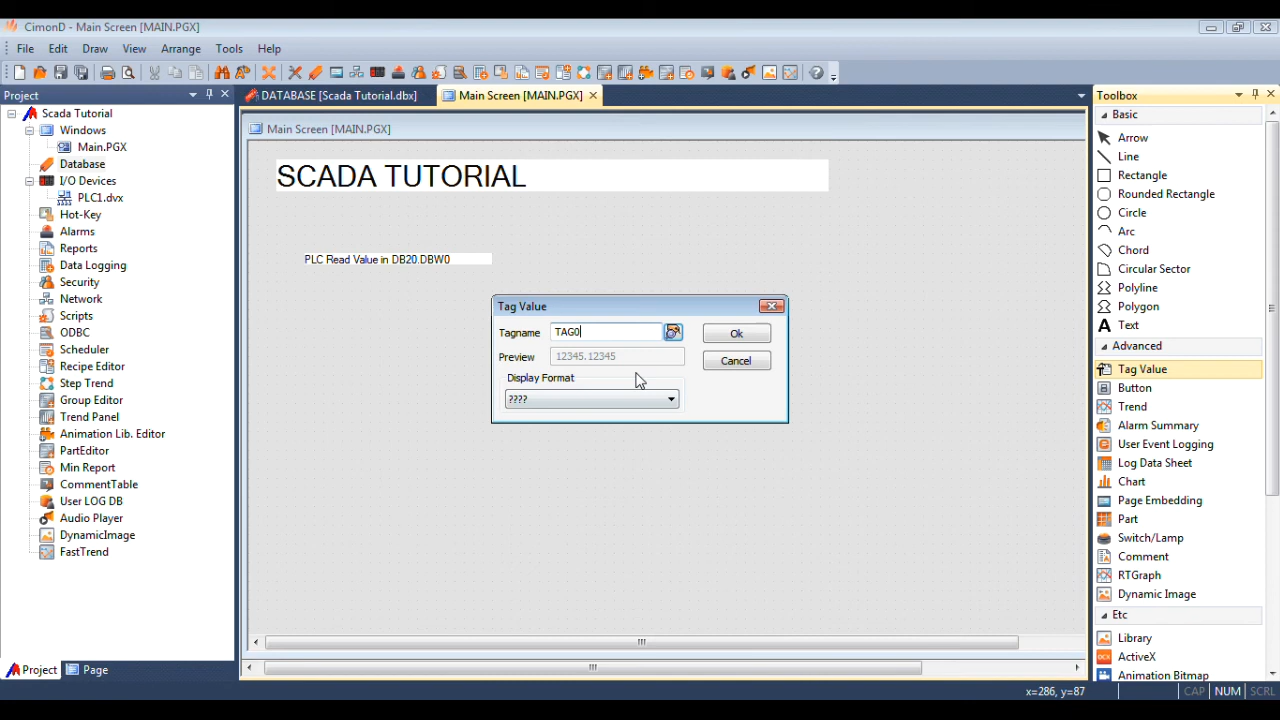 CimonD - Main Screen [MAIN.PGX]
File Edit Draw View Arrange Tools Help
Project
DATABASE [Scada Tutorial.dbx]
Main Screen [MAIN.PGX]
Toolbox
Scada Tutorial
Windows
Main.PGX
Database
I/O Devices
PLC1.dvx
Hot-Key
Alarms
Reports
Data Logging
Security
Network
Scripts
ODBC
Scheduler
Recipe Editor
Step Trend
Group Editor
Trend Panel
Animation Lib. Editor
PartEditor
Min Report
CommentTable
User LOG DB
Audio Player
DynamicImage
FastTrend
Project
Page
Main Screen [MAIN.PGX]
SCADA TUTORIAL
PLC Read Value in DB20.DBW0
Tag Value
Tagname TAG0
Ok
Preview 12345.12345
Cancel
Display Format
????
Basic
Arrow
Line
Rectangle
Rounded Rectangle
Circle
Arc
Chord
Circular Sector
Polyline
Polygon
Text
Advanced
Tag Value
Button
Trend
Alarm Summary
User Event Logging
Log Data Sheet
Chart
Page Embedding
Part
Switch/Lamp
Comment
RTGraph
Dynamic Image
Etc
Library
ActiveX
Animation Bitmap
x=286, y=87
CAP NUM SCRL